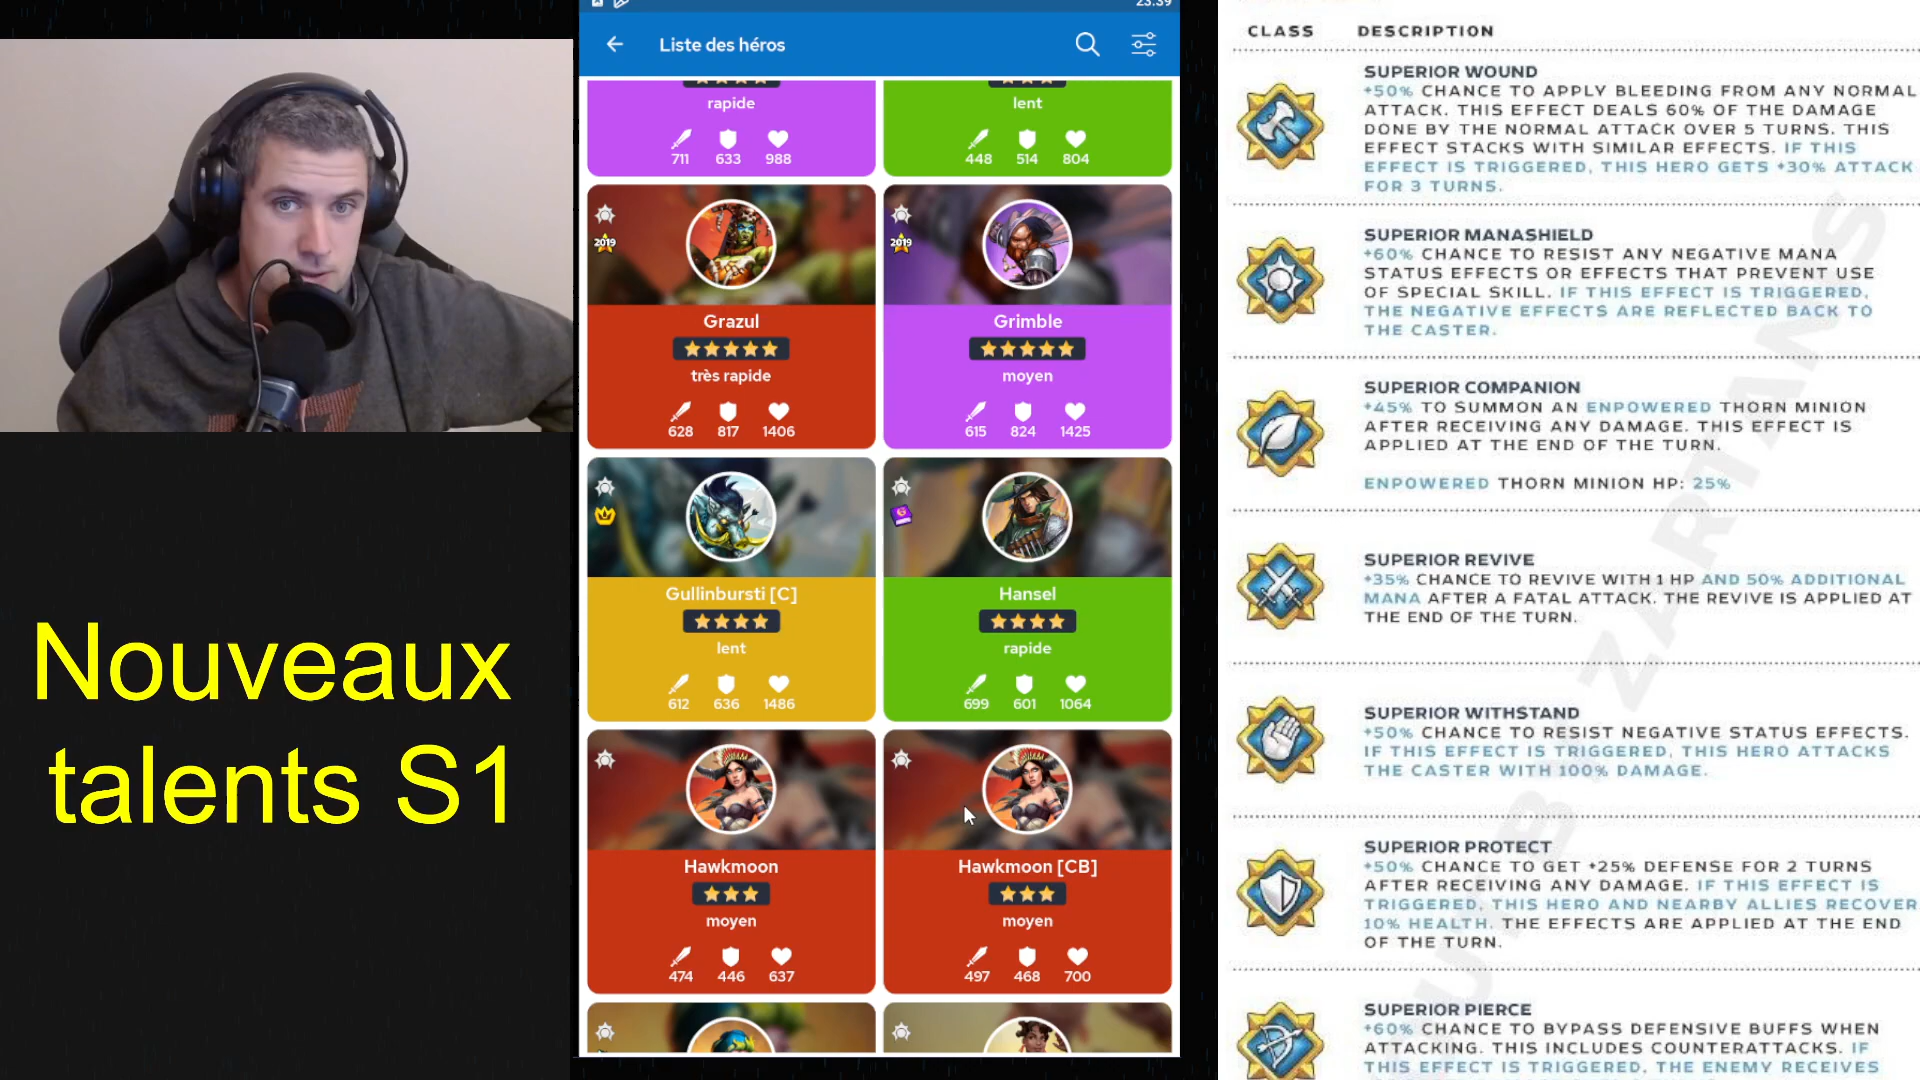 23:39
Liste des héros
rapide
711 633 988
lent
448 514 804
2019
Grazul
très rapide
628 817 1406
2019
Grimble
moyen
615 824 1425
Gullinbursti [C]
lent
612 636 1486
6
Hansel
rapide
699 601 1064
Hawkmoon
moyen
474 446 637
Hawkmoon [CB]
moyen
497 468 700
Nouveaux
talents S1
CLASS DESCRIPTION
SUPERIOR WOUND
+50% CHANCE TO APPLY BLEEDING FROM ANY NORMAL
ATTACK. THIS EFFECT DEALS 60% OF THE DAMAGE
DONE BY THE NORMAL ATTACK OVER 5 TURNS. THIS
EFFECT STACKS WITH SIMILAR EFFECTS. IF THIS
EFFECT IS TRIGGERED, THIS HERO GETS +30% ATTACK
FOR 3 TURNS.
SUPERIOR MANASHIELD
+60% CHANCE TO RESIST ANY NEGATIVE MANA
STATUS EFFECTS OR EFFECTS THAT PREVENT USE
OF SPECIAL SKILL. IF THIS EFFECT IS TRIGGERED,
THE NEGATIVE EFFECTS ARE REFLECTED BACK TO
THE CASTER.
SUPERIOR COMPANION
+45% TO SUMMON AN ENPOWERED THORN MINION
AFTER RECEIVING ANY DAMAGE. THIS EFFECT IS
APPLIED AT THE END OF THE TURN.
ENPOWERED THORN MINION HP: 25%
SUPERIOR REVIVE
+35% CHANCE TO REVIVE WITH 1 HP AND 50% ADDITIONAL
MANA AFTER A FATAL ATTACK. THE REVIVE IS APPLIED AT
THE END OF THE TURN.
SUPERIOR WITHSTAND
+50% CHANCE TO RESIST NEGATIVE STATUS EFFECTS.
IF THIS EFFECT IS TRIGGERED, THIS HERO ATTACKS
THE CASTER WITH 100% DAMAGE.
SUPERIOR PROTECT
+50% CHANCE TO GET +25% DEFENSE FOR 2 TURNS
AFTER RECEIVING ANY DAMAGE. IF THIS EFFECT IS
TRIGGERED, THIS HERO AND NEARBY ALLIES RECOVER
10% HEALTH. THE EFFECTS ARE APPLIED AT THE END
OF THE TURN.
SUPERIOR PIERCE
+60% CHANCE TO BYPASS DEFENSIVE BUFFS WHEN
ATTACKING. THIS INCLUDES COUNTERATTACKS. IF
THIS EFFECT IS TRIGGERED, THE ENEMY RECEIVES
ZARTANS